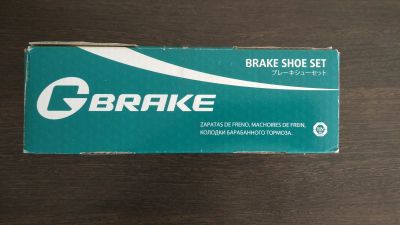 BRAKE SHOE SET
ブレーキシューセット
GBRAKE
ZAPATAS DE FRENO, MACHOIRES DE FREIN,
КОЛОДКИ БАРАБАННОГО ТОРМОЗА.